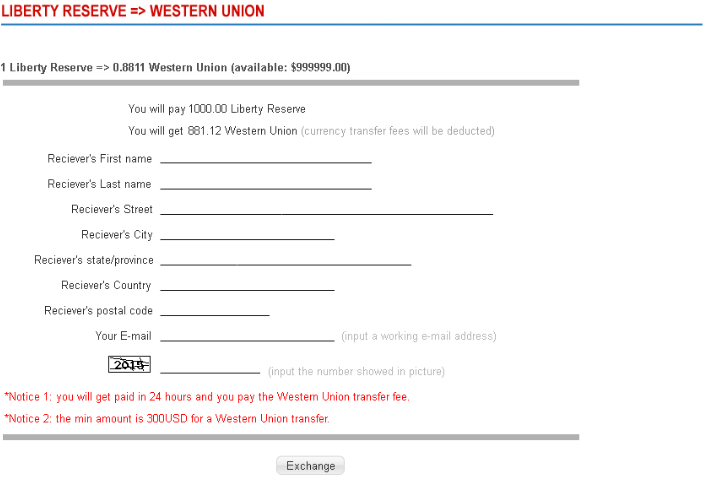 LIBERTY RESERVE => WESTERN UNION
1 Liberty Reserve => 0.8811 Western Union (available: $999999.00)
You will pay 1000.00 Liberty Reserve
You will get 881.12 Western Union (currency transfer fees will be deducted)
Reciever's First name
Reciever's Last name
Reciever's Street
Reciever's City
Reciever's state/province
Reciever's Country
Reciever's postal code
Your E-mail (input a working e-mail address)
2015 (input the number showed in picture)
*Notice 1: you will get paid in 24 hours and you pay the Western Union transfer fee.
*Notice 2: the min amount is 300USD for a Western Union transfer.
Exchange